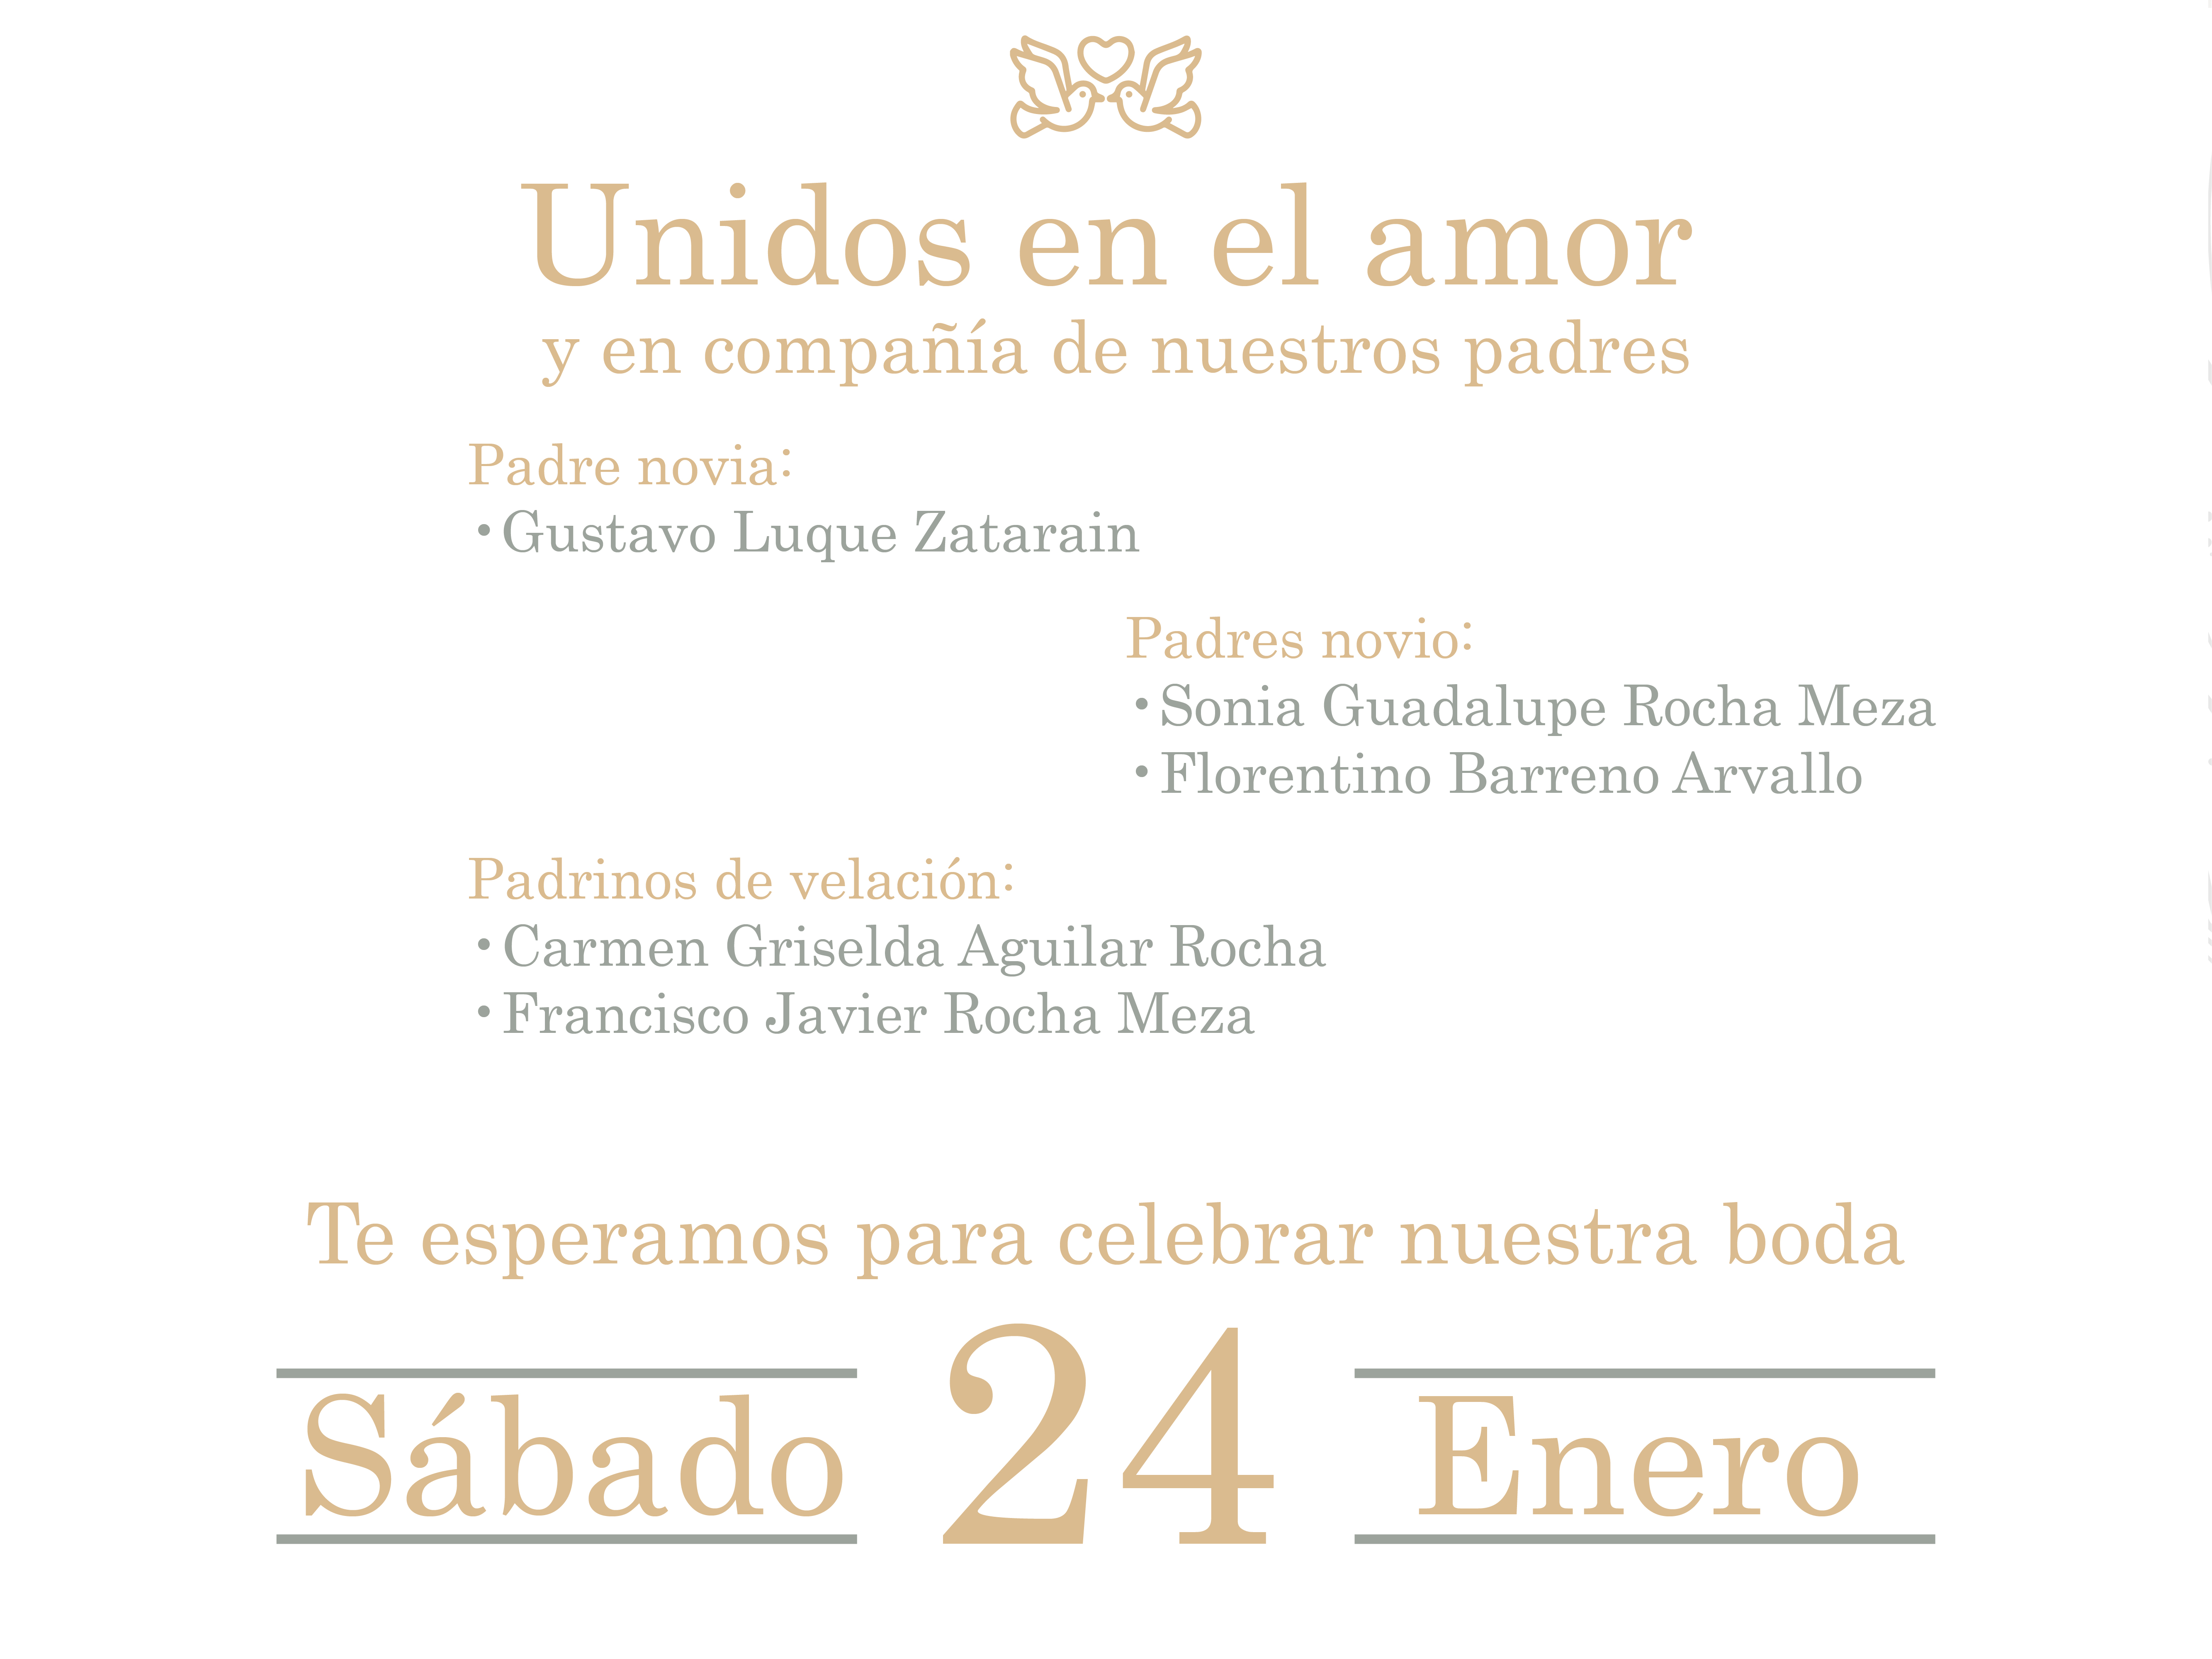 Unidos en el amor
y en compañía de nuestros padres
Padre novia:
• Gustavo Luque Zatarain
Padres novio:
• Sonia Guadalupe Rocha Meza
• Florentino Barreno Arvallo
Padrinos de velación:
• Carmen Griselda Aguilar Rocha
• Francisco Javier Rocha Meza
Te esperamos para celebrar nuestra boda
Sábado 24 Enero